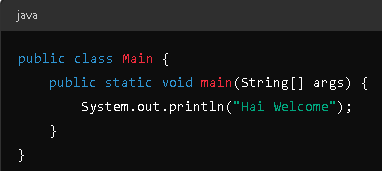 java
public class Main {
    public static void main(String[] args) {
        System.out.println("Hai Welcome");
    }
}